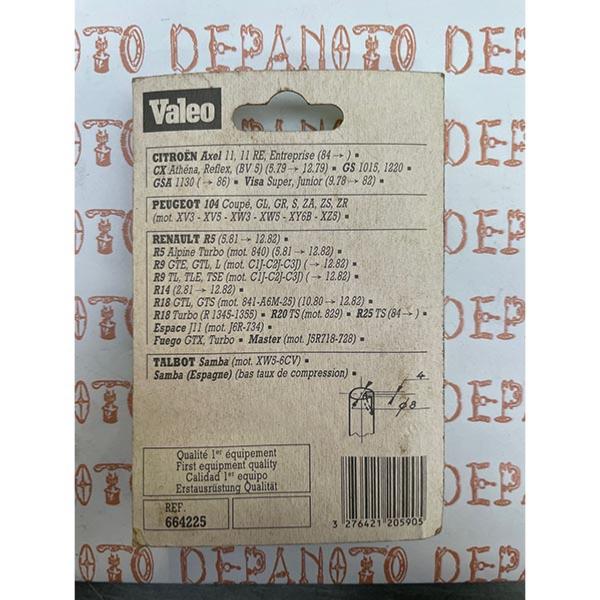 DEPANOTO DEPANOTO
Valeo
CITROËN Axel 11, 11 RE, Entreprise (84 → ) ▪
CX Athéna, Reflex, (BV 5) (5.79 → 12.79) ▪ GS 1015, 1220 ▪
GSA 1130 ( → 86) ▪ Visa Super, Junior (9.78 → 82) ▪
PEUGEOT 104 Coupé, GL, GR, S, ZA, ZS, ZR
(mot. XV3 - XV5 - XW3 - XW5 - XY6B - XZ5) ▪
RENAULT R5 (5.81 → 12.82) ▪
R5 Alpine Turbo (mot. 840) (5.81 → 12.82) ▪
R9 GTE, GTL, L (mot. C1J-C2J-C3J) ( → 12.82) ▪
R9 TL, TLE, TSE (mot. C1J-C2J-C3J) ( → 12.82) ▪
R14 (2.81 → 12.82) ▪
R18 GTL, GTS (mot. 841-A6M-25) (10.80 → 12.82) ▪
R18 Turbo (R 1345-1355) ▪ R20 TS (mot. 829) ▪ R25 TS (84 → ) ▪
Espace J11 (mot. J6R-734) ▪
Fuego GTX, Turbo ▪ Master (mot. J5R718-728) ▪
TALBOT Samba (mot. XW5-6CV) ▪
Samba (Espagne) (bas taux de compression) ▪
4
ø8
Qualité 1er équipement
First equipment quality
Calidad 1er equipo
Erstausrüstung Qualität
REF.
664225
3 276421 205905
DEPANOTO